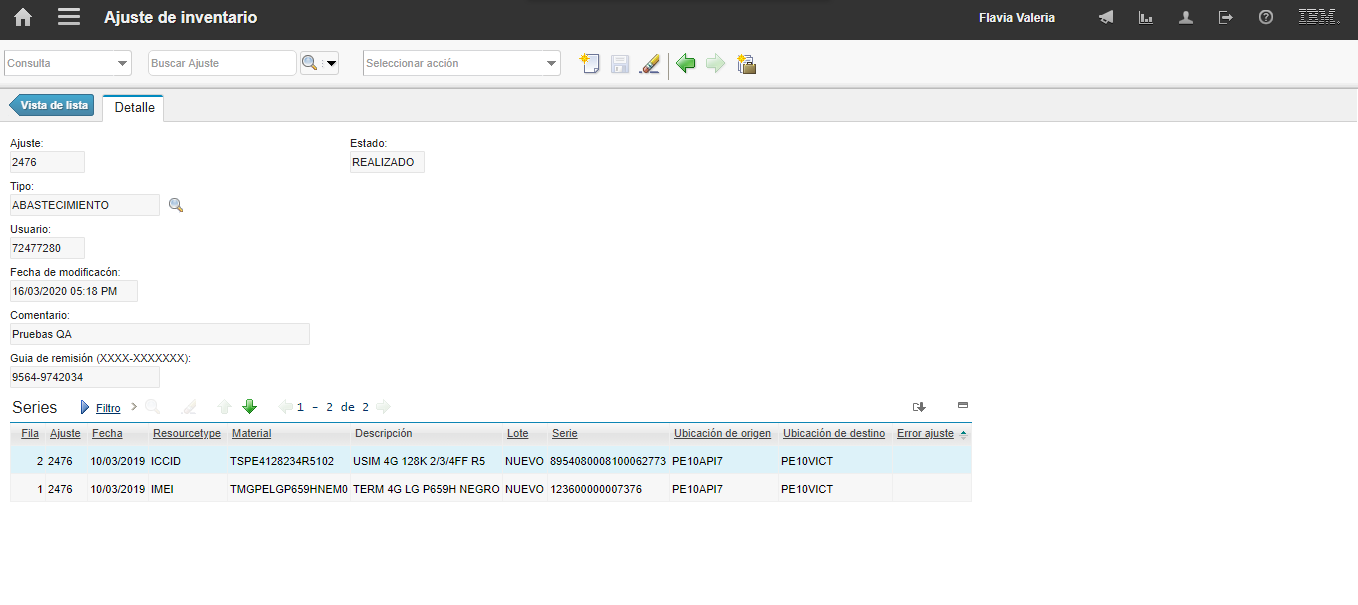 Ajuste de inventario Flavia Valeria IBM.
Consulta Buscar Ajuste Seleccionar acción
Vista de lista Detalle
Ajuste: Estado:
2476 REALIZADO
Tipo:
ABASTECIMIENTO
Usuario:
72477280
Fecha de modificacón:
16/03/2020 05:18 PM
Comentario:
Pruebas QA
Guia de remisión (XXXX-XXXXXXX):
9564-9742034
Series Filtro 1 - 2 de 2
Fila Ajuste Fecha Resourcetype Material Descripción Lote Serie Ubicación de origen Ubicación de destino Error ajuste
2 2476 10/03/2019 ICCID TSPE4128234R5102 USIM 4G 128K 2/3/4FF R5 NUEVO 8954080008100062773 PE10API7 PE10VICT
1 2476 10/03/2019 IMEI TMGPELGP659HNEM0 TERM 4G LG P659H NEGRO NUEVO 123600000007376 PE10API7 PE10VICT